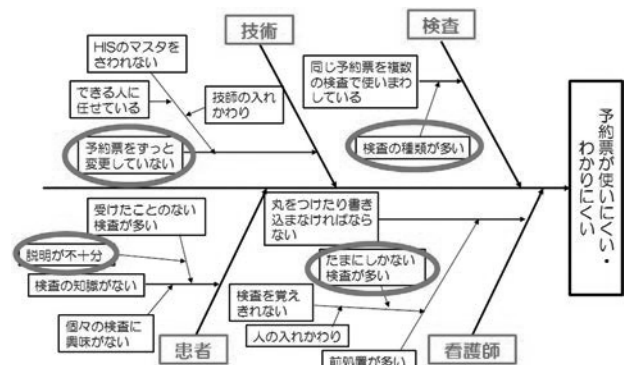 技術
検査
HISのマスタを
さわれない
できる人に
任せている
技師の入れ
かわり
予約票をずっと
変更していない
同じ予約票を複数
の検査で使いまわ
している
検査の種類が多い
予約票が使いにくい・
わかりにくい
受けたことのない
検査が多い
説明が不十分
検査の知識がない
個々の検査に
興味がない
患者
丸をつけたり書き
込まなければなら
ない
たまにしかない
検査が多い
検査を覚え
きれない
人の入れかわり
前処置が多い
看護師